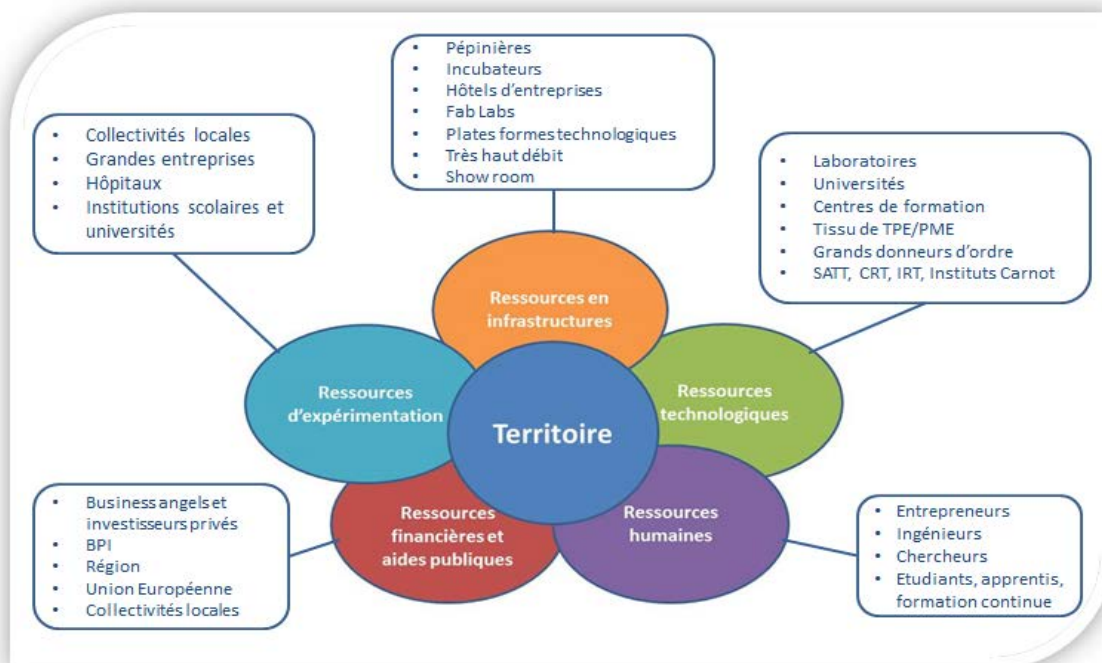 • Pépinières
• Incubateurs
• Hôtels d'entreprises
• Fab Labs
• Plates formes technologiques
• Très haut débit
• Show room
• Collectivités locales
• Grandes entreprises
• Hôpitaux
• Institutions scolaires et
universités
• Laboratoires
• Universités
• Centres de formation
• Tissu de TPE/PME
• Grands donneurs d'ordre
• SATT, CRT, IRT, Instituts Carnot
Ressources en
infrastructures
Ressources
d'expérimentation
Ressources
technologiques
Territoire
Ressources
financières et
aides publiques
Ressources
humaines
• Business angels et
investisseurs privés
• BPI
• Région
• Union Européenne
• Collectivités locales
• Entrepreneurs
• Ingénieurs
• Chercheurs
• Etudiants, apprentis,
formation continue